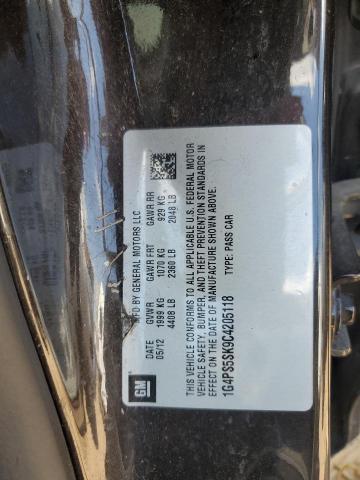 GM
MFD BY GENERAL MOTORS LLC
DATE GVWR GAWR FRT GAWR RR
05/12 1999 KG 1070 KG 929 KG
4408 LB 2360 LB 2048 LB
THIS VEHICLE CONFORMS TO ALL APPLICABLE U.S. FEDERAL MOTOR
VEHICLE SAFETY, BUMPER, AND THEFT PREVENTION STANDARDS IN
EFFECT ON THE DATE OF MANUFACTURE SHOWN ABOVE.
1G4PS5SK9C4205118 TYPE: PASS CAR